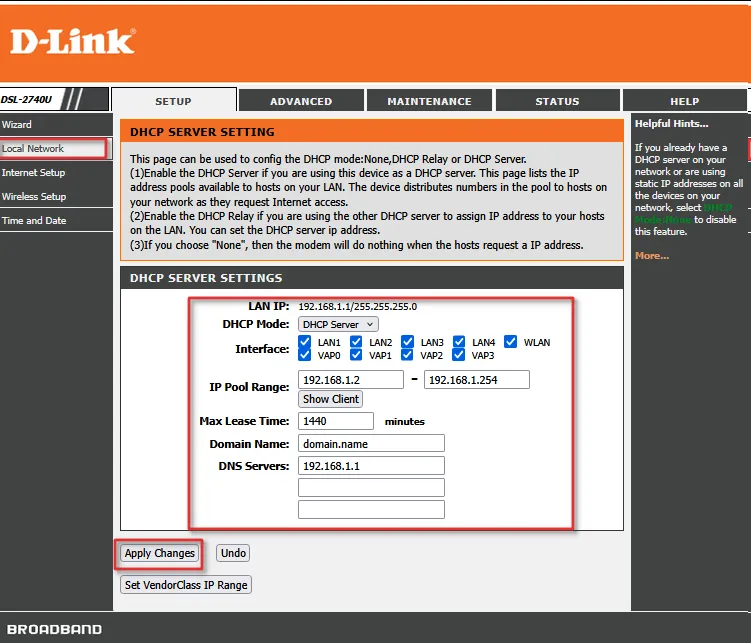 D-Link
DSL-2740U
SETUP
ADVANCED
MAINTENANCE
STATUS
HELP
Wizard
Local Network
Internet Setup
Wireless Setup
Time and Date
DHCP SERVER SETTING
This page can be used to config the DHCP mode:None,DHCP Relay or DHCP Server.
(1)Enable the DHCP Server if you are using this device as a DHCP server. This page lists the IP
address pools available to hosts on your LAN. The device distributes numbers in the pool to hosts on
your network as they request Internet access.
(2)Enable the DHCP Relay if you are using the other DHCP server to assign IP address to your hosts
on the LAN. You can set the DHCP server ip address.
(3)If you choose "None", then the modem will do nothing when the hosts request a IP address.
DHCP SERVER SETTINGS
LAN IP: 192.168.1.1/255.255.255.0
DHCP Mode: DHCP Server
Interface: LAN1 LAN2 LAN3 LAN4 WLAN
VAP0 VAP1 VAP2 VAP3
IP Pool Range: 192.168.1.2 – 192.168.1.254
Show Client
Max Lease Time: 1440 minutes
Domain Name: domain.name
DNS Servers: 192.168.1.1
Apply Changes Undo
Set VendorClass IP Range
Helpful Hints...
If you already have a
DHCP server on your
network or are using
static IP addresses on all
the devices on your
network, select DHCP
Mode:None to disable
this feature.
More...
BROADBAND